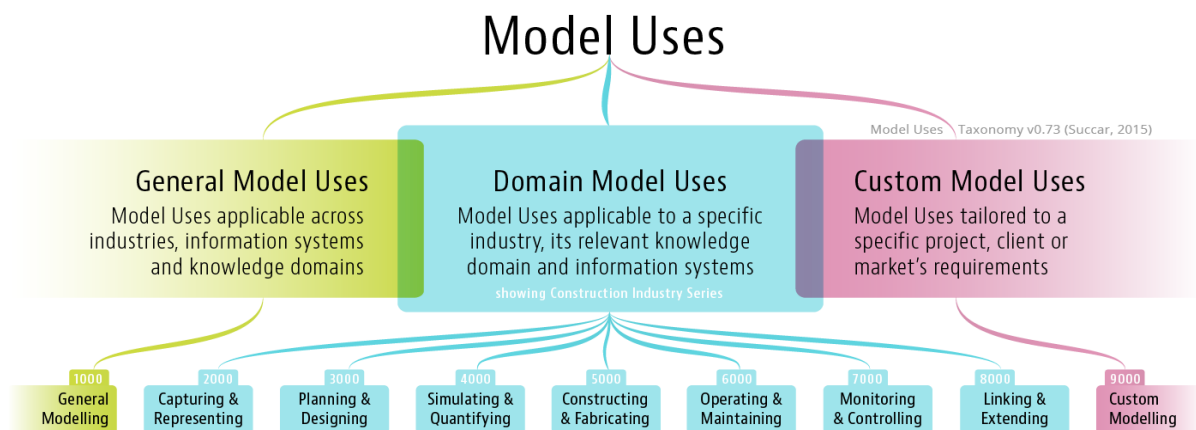 Model Uses
Model Uses Taxonomy v0.73 (Succar, 2015)
General Model Uses
Model Uses applicable across
industries, information systems
and knowledge domains
Domain Model Uses
Model Uses applicable to a specific
industry, its relevant knowledge
domain and information systems
showing Construction Industry Series
Custom Model Uses
Model Uses tailored to a
specific project, client or
market's requirements
1000
General
Modelling
2000
Capturing &
Representing
3000
Planning &
Designing
4000
Simulating &
Quantifying
5000
Constructing
& Fabricating
6000
Operating &
Maintaining
7000
Monitoring
& Controlling
8000
Linking &
Extending
9000
Custom
Modelling